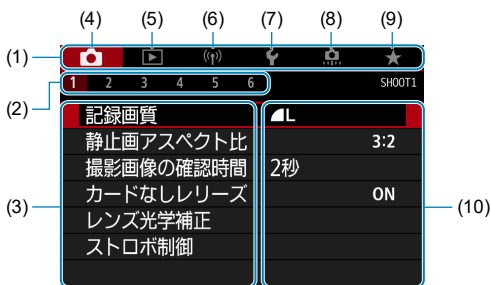 (4) (5) (6) (7) (8) (9)
(1)
(2) 1 2 3 4 5 6 SHOOT1
記録画質 L
静止画アスペクト比 3:2
撮影画像の確認時間 2秒
(3) カードなしレリーズ ON (10)
レンズ光学補正
ストロボ制御